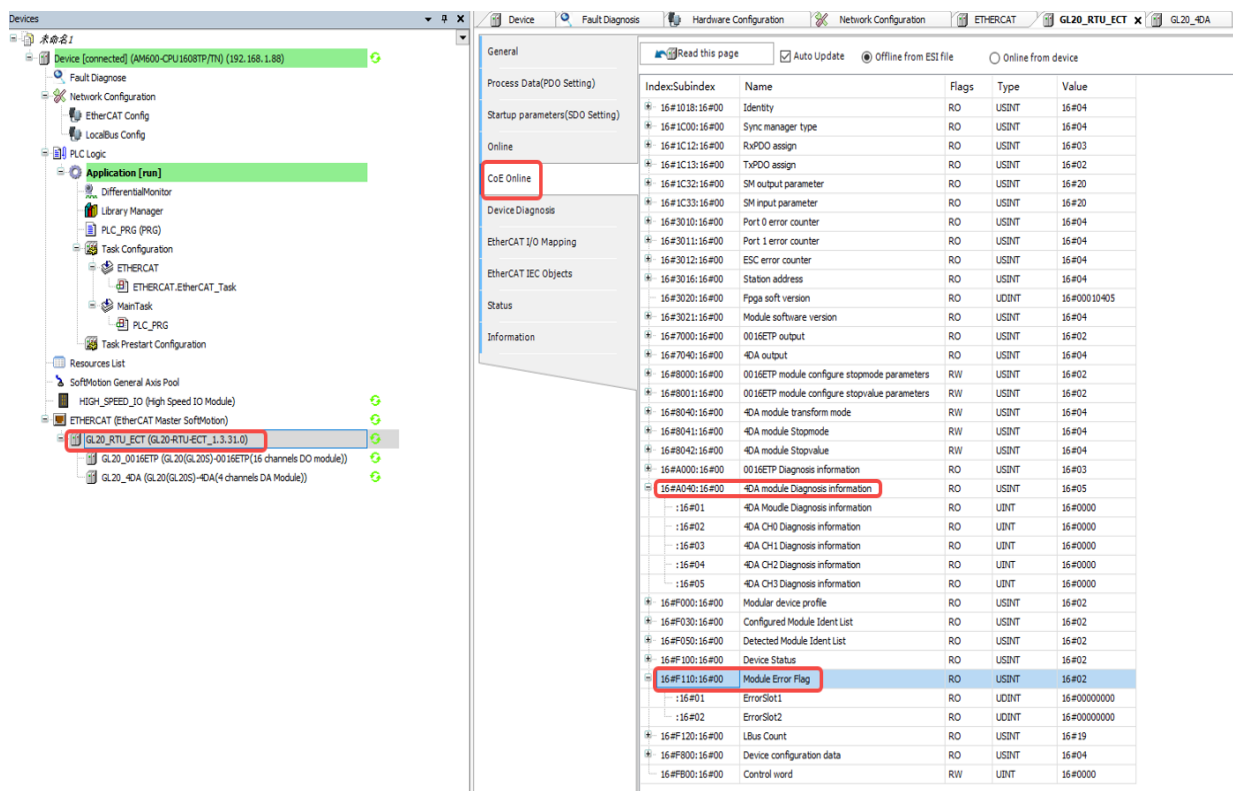 Devices
未命名1
Device [connected] (AM600-CPU1608TP/TN) (192.168.1.88)
Fault Diagnose
Network Configuration
EtherCAT Config
LocalBus Config
PLC Logic
Application [run]
DifferentialMonitor
Library Manager
PLC_PRG (PRG)
Task Configuration
ETHERCAT
ETHERCAT.EtherCAT_Task
MainTask
PLC_PRG
Task Prestart Configuration
Resources List
SoftMotion General Axis Pool
HIGH_SPEED_IO (High Speed IO Module)
ETHERCAT (EtherCAT Master SoftMotion)
GL20_RTU_ECT (GL20-RTU-ECT_1.3.31.0)
GL20_0016ETP (GL20(GL20S)-0016ETP(16 channels DO module))
GL20_4DA (GL20(GL20S)-4DA(4 channels DA Module))
Device Fault Diagnosis Hardware Configuration Network Configuration ETHERCAT GL20_RTU_ECT X GL20_4DA
General
Process Data(PDO Setting)
Startup parameters(SDO Setting)
Online
CoE Online
Device Diagnosis
EtherCAT I/O Mapping
EtherCAT IEC Objects
Status
Information
Read this page Auto Update Offline from ESI file Online from device
Index:Subindex Name Flags Type Value
16#1018:16#00 Identity RO USINT 16#04
16#1C00:16#00 Sync manager type RO USINT 16#04
16#1C12:16#00 RxPDO assign RO USINT 16#03
16#1C13:16#00 TxPDO assign RO USINT 16#02
16#1C32:16#00 SM output parameter RO USINT 16#20
16#1C33:16#00 SM input parameter RO USINT 16#20
16#3010:16#00 Port 0 error counter RO USINT 16#04
16#3011:16#00 Port 1 error counter RO USINT 16#04
16#3012:16#00 ESC error counter RO USINT 16#04
16#3016:16#00 Station address RO USINT 16#04
16#3020:16#00 Fpga soft version RO UDINT 16#00010405
16#3021:16#00 Module software version RO USINT 16#04
16#7000:16#00 0016ETP output RO USINT 16#02
16#7040:16#00 4DA output RO USINT 16#04
16#8000:16#00 0016ETP module configure stopmode parameters RW USINT 16#02
16#8001:16#00 0016ETP module configure stopvalue parameters RW USINT 16#02
16#8040:16#00 4DA module transform mode RW USINT 16#04
16#8041:16#00 4DA module Stopmode RW USINT 16#04
16#8042:16#00 4DA module Stopvalue RW USINT 16#04
16#A000:16#00 0016ETP Diagnosis information RO USINT 16#03
16#A040:16#00 4DA module Diagnosis information RO USINT 16#05
:16#01 4DA Moudle Diagnosis information RO UINT 16#0000
:16#02 4DA CH0 Diagnosis information RO UINT 16#0000
:16#03 4DA CH1 Diagnosis information RO UINT 16#0000
:16#04 4DA CH2 Diagnosis information RO UINT 16#0000
:16#05 4DA CH3 Diagnosis information RO UINT 16#0000
16#F000:16#00 Modular device profile RO USINT 16#02
16#F030:16#00 Configured Module Ident List RO USINT 16#02
16#F050:16#00 Detected Module Ident List RO USINT 16#02
16#F100:16#00 Device Status RO USINT 16#02
16#F110:16#00 Module Error Flag RO USINT 16#02
:16#01 ErrorSlot1 RO UDINT 16#00000000
:16#02 ErrorSlot2 RO UDINT 16#00000000
16#F120:16#00 LBus Count RO USINT 16#19
16#F800:16#00 Device configuration data RO USINT 16#04
16#FB00:16#00 Control word RW UINT 16#0000